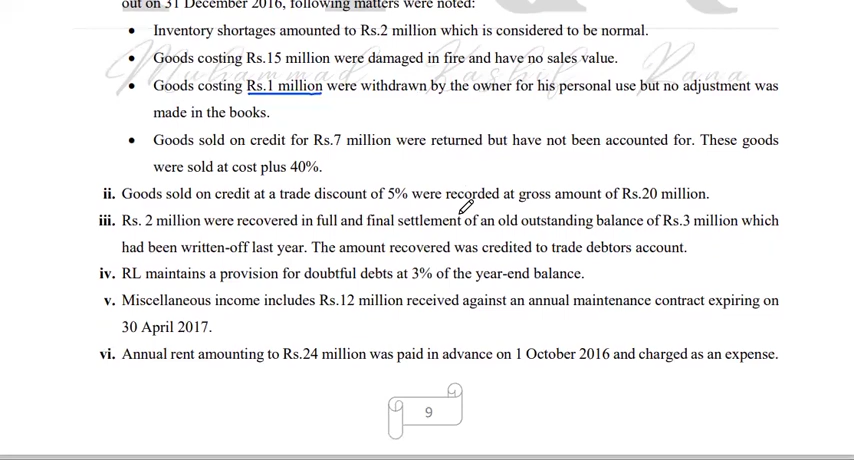 out on 31 December 2016, following matters were noted:
• Inventory shortages amounted to Rs.2 million which is considered to be normal.
• Goods costing Rs.15 million were damaged in fire and have no sales value.
Muhammad Kashif Rana
• Goods costing Rs.1 million were withdrawn by the owner for his personal use but no adjustment was
made in the books.
• Goods sold on credit for Rs.7 million were returned but have not been accounted for. These goods
were sold at cost plus 40%.
ii. Goods sold on credit at a trade discount of 5% were recorded at gross amount of Rs.20 million.
iii. Rs. 2 million were recovered in full and final settlement of an old outstanding balance of Rs.3 million which
had been written-off last year. The amount recovered was credited to trade debtors account.
iv. RL maintains a provision for doubtful debts at 3% of the year-end balance.
v. Miscellaneous income includes Rs.12 million received against an annual maintenance contract expiring on
30 April 2017.
vi. Annual rent amounting to Rs.24 million was paid in advance on 1 October 2016 and charged as an expense.
9